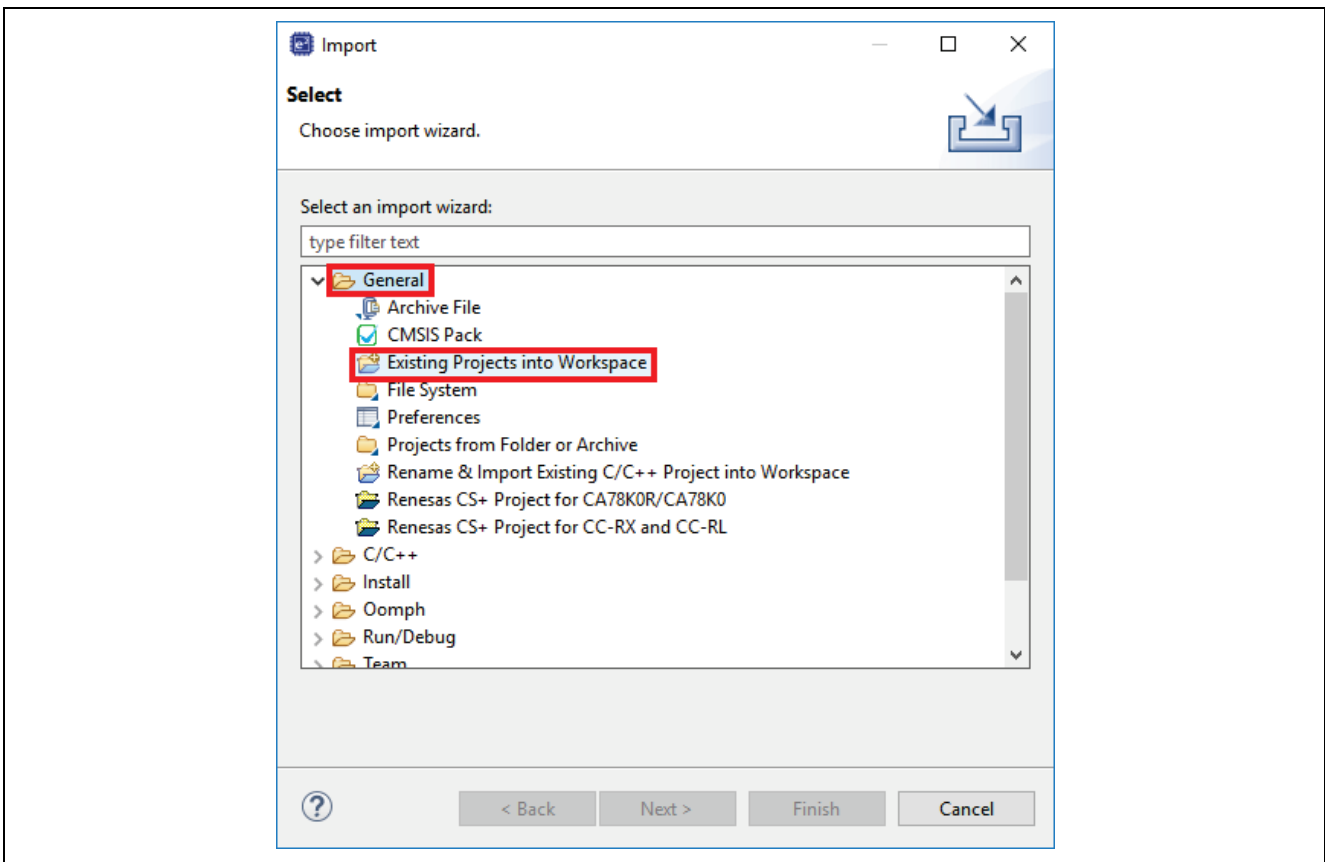 Import
Select
Choose import wizard.
Select an import wizard:
type filter text
General
Archive File
CMSIS Pack
Existing Projects into Workspace
File System
Preferences
Projects from Folder or Archive
Rename & Import Existing C/C++ Project into Workspace
Renesas CS+ Project for CA78K0R/CA78K0
Renesas CS+ Project for CC-RX and CC-RL
C/C++
Install
Oomph
Run/Debug
Team
? < Back Next > Finish Cancel